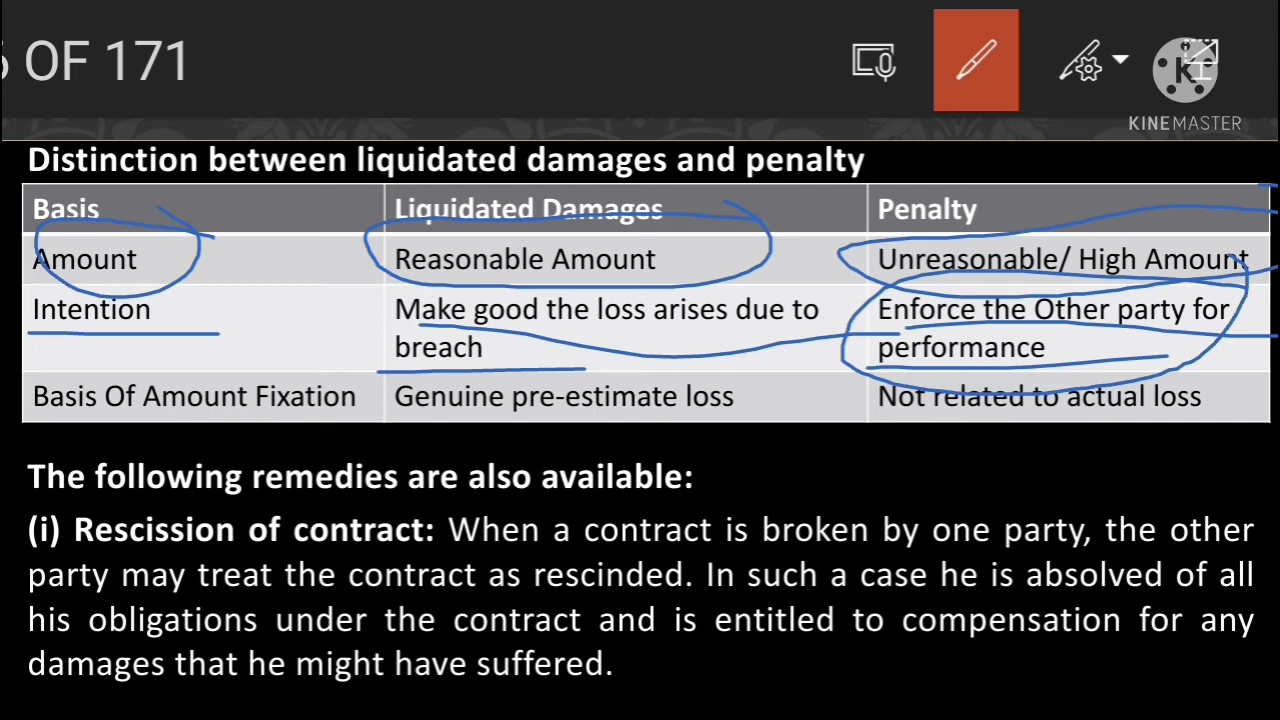 OF 171
KINEMASTER
Distinction between liquidated damages and penalty
Basis Liquidated Damages Penalty
Amount Reasonable Amount Unreasonable/ High Amount
Intention Make good the loss arises due to breach Enforce the Other party for performance
Basis Of Amount Fixation Genuine pre-estimate loss Not related to actual loss
The following remedies are also available:
(i) Rescission of contract: When a contract is broken by one party, the other
party may treat the contract as rescinded. In such a case he is absolved of all
his obligations under the contract and is entitled to compensation for any
damages that he might have suffered.